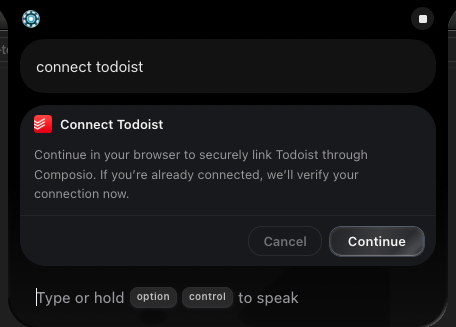 connect todoist
Connect Todoist
Continue in your browser to securely link Todoist through
Composio. If you're already connected, we'll verify your
connection now.
Cancel Continue
Type or hold option control to speak